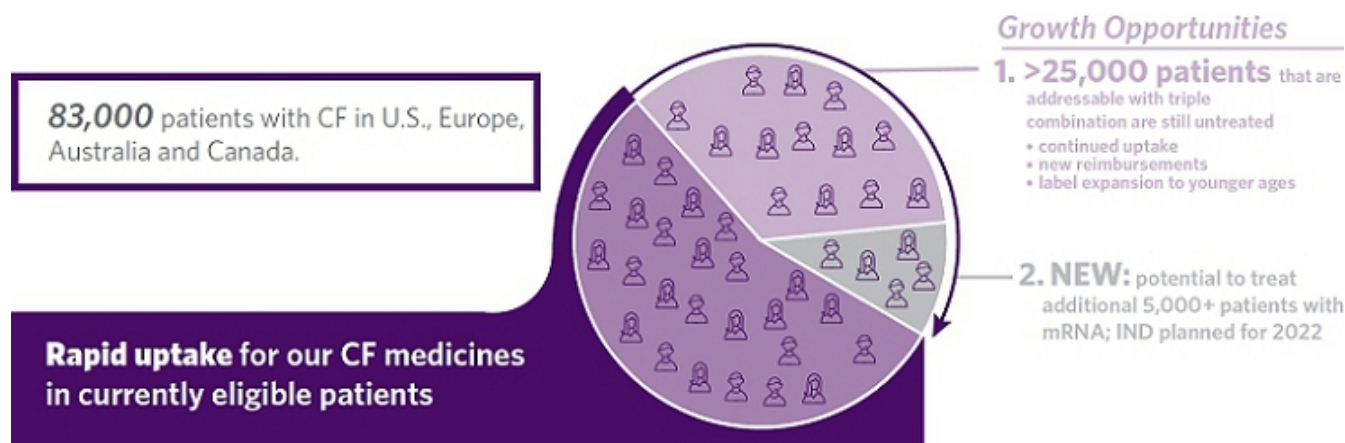 83,000 patients with CF in U.S., Europe,
Australia and Canada.
Rapid uptake for our CF medicines
in currently eligible patients
Growth Opportunities
1. >25,000 patients that are
addressable with triple
combination are still untreated
• continued uptake
• new reimbursements
• label expansion to younger ages
2. NEW: potential to treat
additional 5,000+ patients with
mRNA; IND planned for 2022